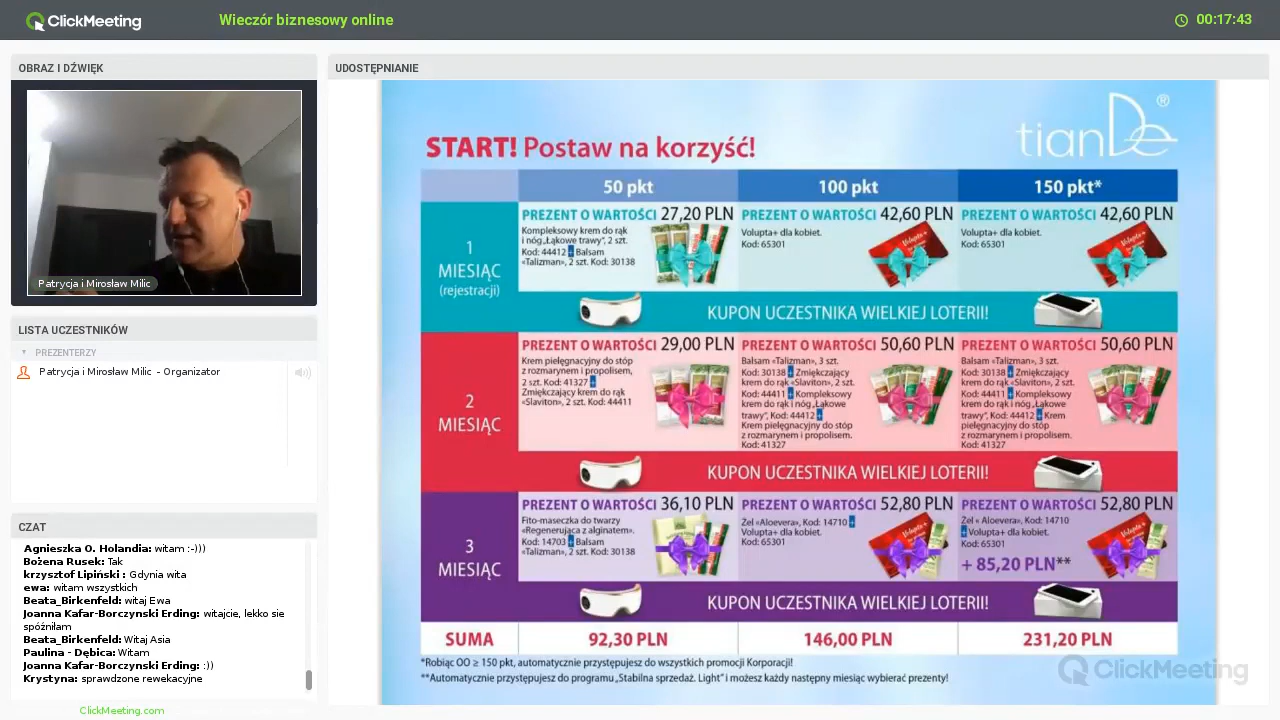 ClickMeeting
Wieczór biznesowy online
00:17:43
OBRAZ I DŹWIĘK
Patrycja i Mirosław Milic
LISTA UCZESTNIKÓW
PREZENTERZY
Patrycja i Mirosław Milic - Organizator
CZAT
Agnieszka O. Holandia: witam :-)))
Bożena Rusek: Tak
krzysztof Lipiński : Gdynia wita
ewa: witam wszystkich
Beata_Birkenfeld: witaj Ewa
Joanna Kafar-Borczynski Erding: witajcie, lekko sie
spóźniłam
Beata_Birkenfeld: Witaj Asia
Paulina - Dębica: Witam
Joanna Kafar-Borczynski Erding: :))
Krystyna: sprawdzone rewekacyjne
ClickMeeting.com
UDOSTĘPNIANIE
tianDe®
START! Postaw na korzyść!
50 pkt
100 pkt
150 pkt*
1
MIESIĄC
(rejestracji)
PREZENT O WARTOŚCI 27,20 PLN
Kompleksowy krem do rąk
i nóg„Łąkowe trawy”, 2 szt.
Kod: 44412 + Balsam
«Talizman», 2 szt. Kod: 30138
PREZENT O WARTOŚCI 42,60 PLN
Volupta+ dla kobiet.
Kod: 65301
PREZENT O WARTOŚCI 42,60 PLN
Volupta+ dla kobiet.
Kod: 65301
KUPON UCZESTNIKA WIELKIEJ LOTERII!
2
MIESIĄC
PREZENT O WARTOŚCI 29,00 PLN
Krem pielęgnacyjny do stóp
z rozmarynem i propolisem,
2 szt. Kod: 41327 +
Zmiękczający krem do rąk
«Slaviton», 2 szt. Kod: 44411
PREZENT O WARTOŚCI 50,60 PLN
Balsam «Talizman», 3 szt.
Kod: 30138 + Zmiękczający
krem do rąk «Slaviton», 2 szt.
Kod: 44411 + Kompleksowy
krem do rąk i nóg „Łąkowe
trawy”, Kod: 44412 +
Krem pielęgnacyjny do stóp
z rozmarynem i propolisem.
Kod: 41327
PREZENT O WARTOŚCI 50,60 PLN
Balsam «Talizman», 3 szt.
Kod: 30138 + Zmiękczający
krem do rąk «Slaviton», 2 szt.
Kod: 44411 + Kompleksowy
krem do rąk i nóg „Łąkowe
trawy”, Kod: 44412 + Krem
pielęgnacyjny do stóp
z rozmarynem i propolisem.
Kod: 41327
KUPON UCZESTNIKA WIELKIEJ LOTERII!
3
MIESIĄC
PREZENT O WARTOŚCI 36,10 PLN
Fito-maseczka do twarzy
«Regenerująca z alginatem».
Kod: 14703 + Balsam
«Talizman», 2 szt. Kod: 30138
PREZENT O WARTOŚCI 52,80 PLN
Żel «Aloevera», Kod: 14710 +
Volupta+ dla kobiet.
Kod: 65301
PREZENT O WARTOŚCI 52,80 PLN
Żel « Aloevera», Kod: 14710
+ Volupta+ dla kobiet.
Kod: 65301
+ 85,20 PLN**
KUPON UCZESTNIKA WIELKIEJ LOTERII!
SUMA
92,30 PLN
146,00 PLN
231,20 PLN
*Robiąc OO ≥ 150 pkt, automatycznie przystępujesz do wszystkich promocji Korporacji!
**Automatycznie przystępujesz do programu „Stabilna sprzedaż. Light” i możesz każdy następny miesiąc wybierać prezenty!
ClickMeeting